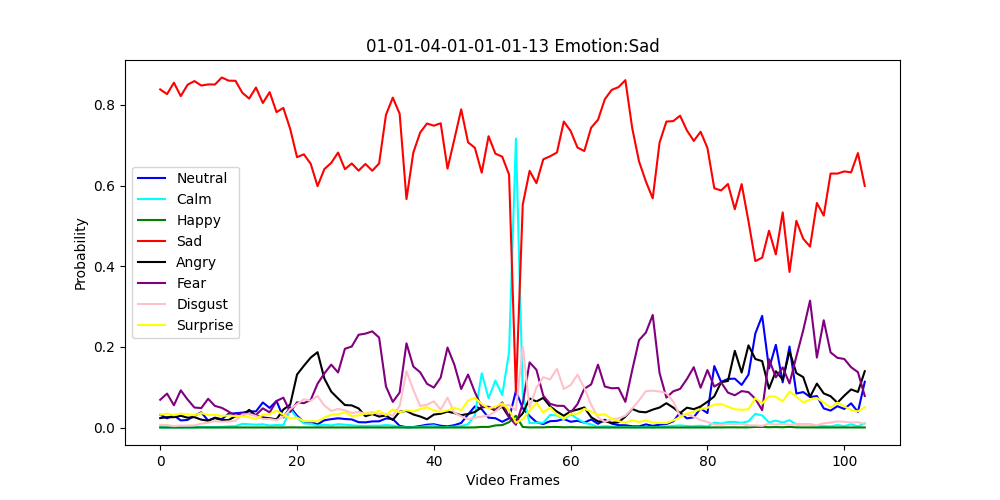 01-01-04-01-01-01-13 Emotion:Sad
Probability
0.8
0.6
0.4
0.2
0.0
Neutral
Calm
Happy
Sad
Angry
Fear
Disgust
Surprise
0 20 40 60 80 100
Video Frames